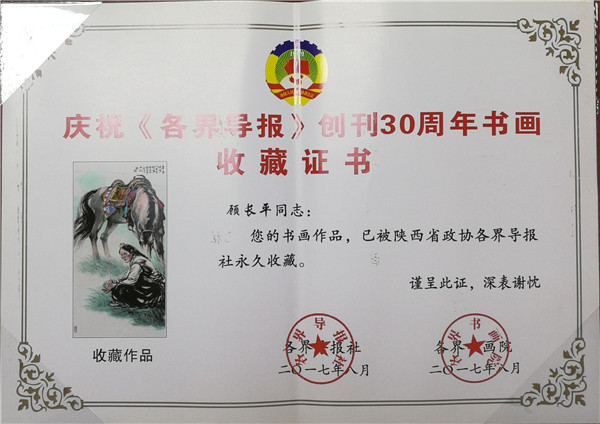 庆祝《各界导报》创刊30周年书画
收藏证书
顾长平同志：
您的书画作品，已被陕西省政协各界导报
社永久收藏。
谨呈此证，深表谢忱
收藏作品
各界导报社
二〇一七年八月
各界书画院
二〇一七年八月